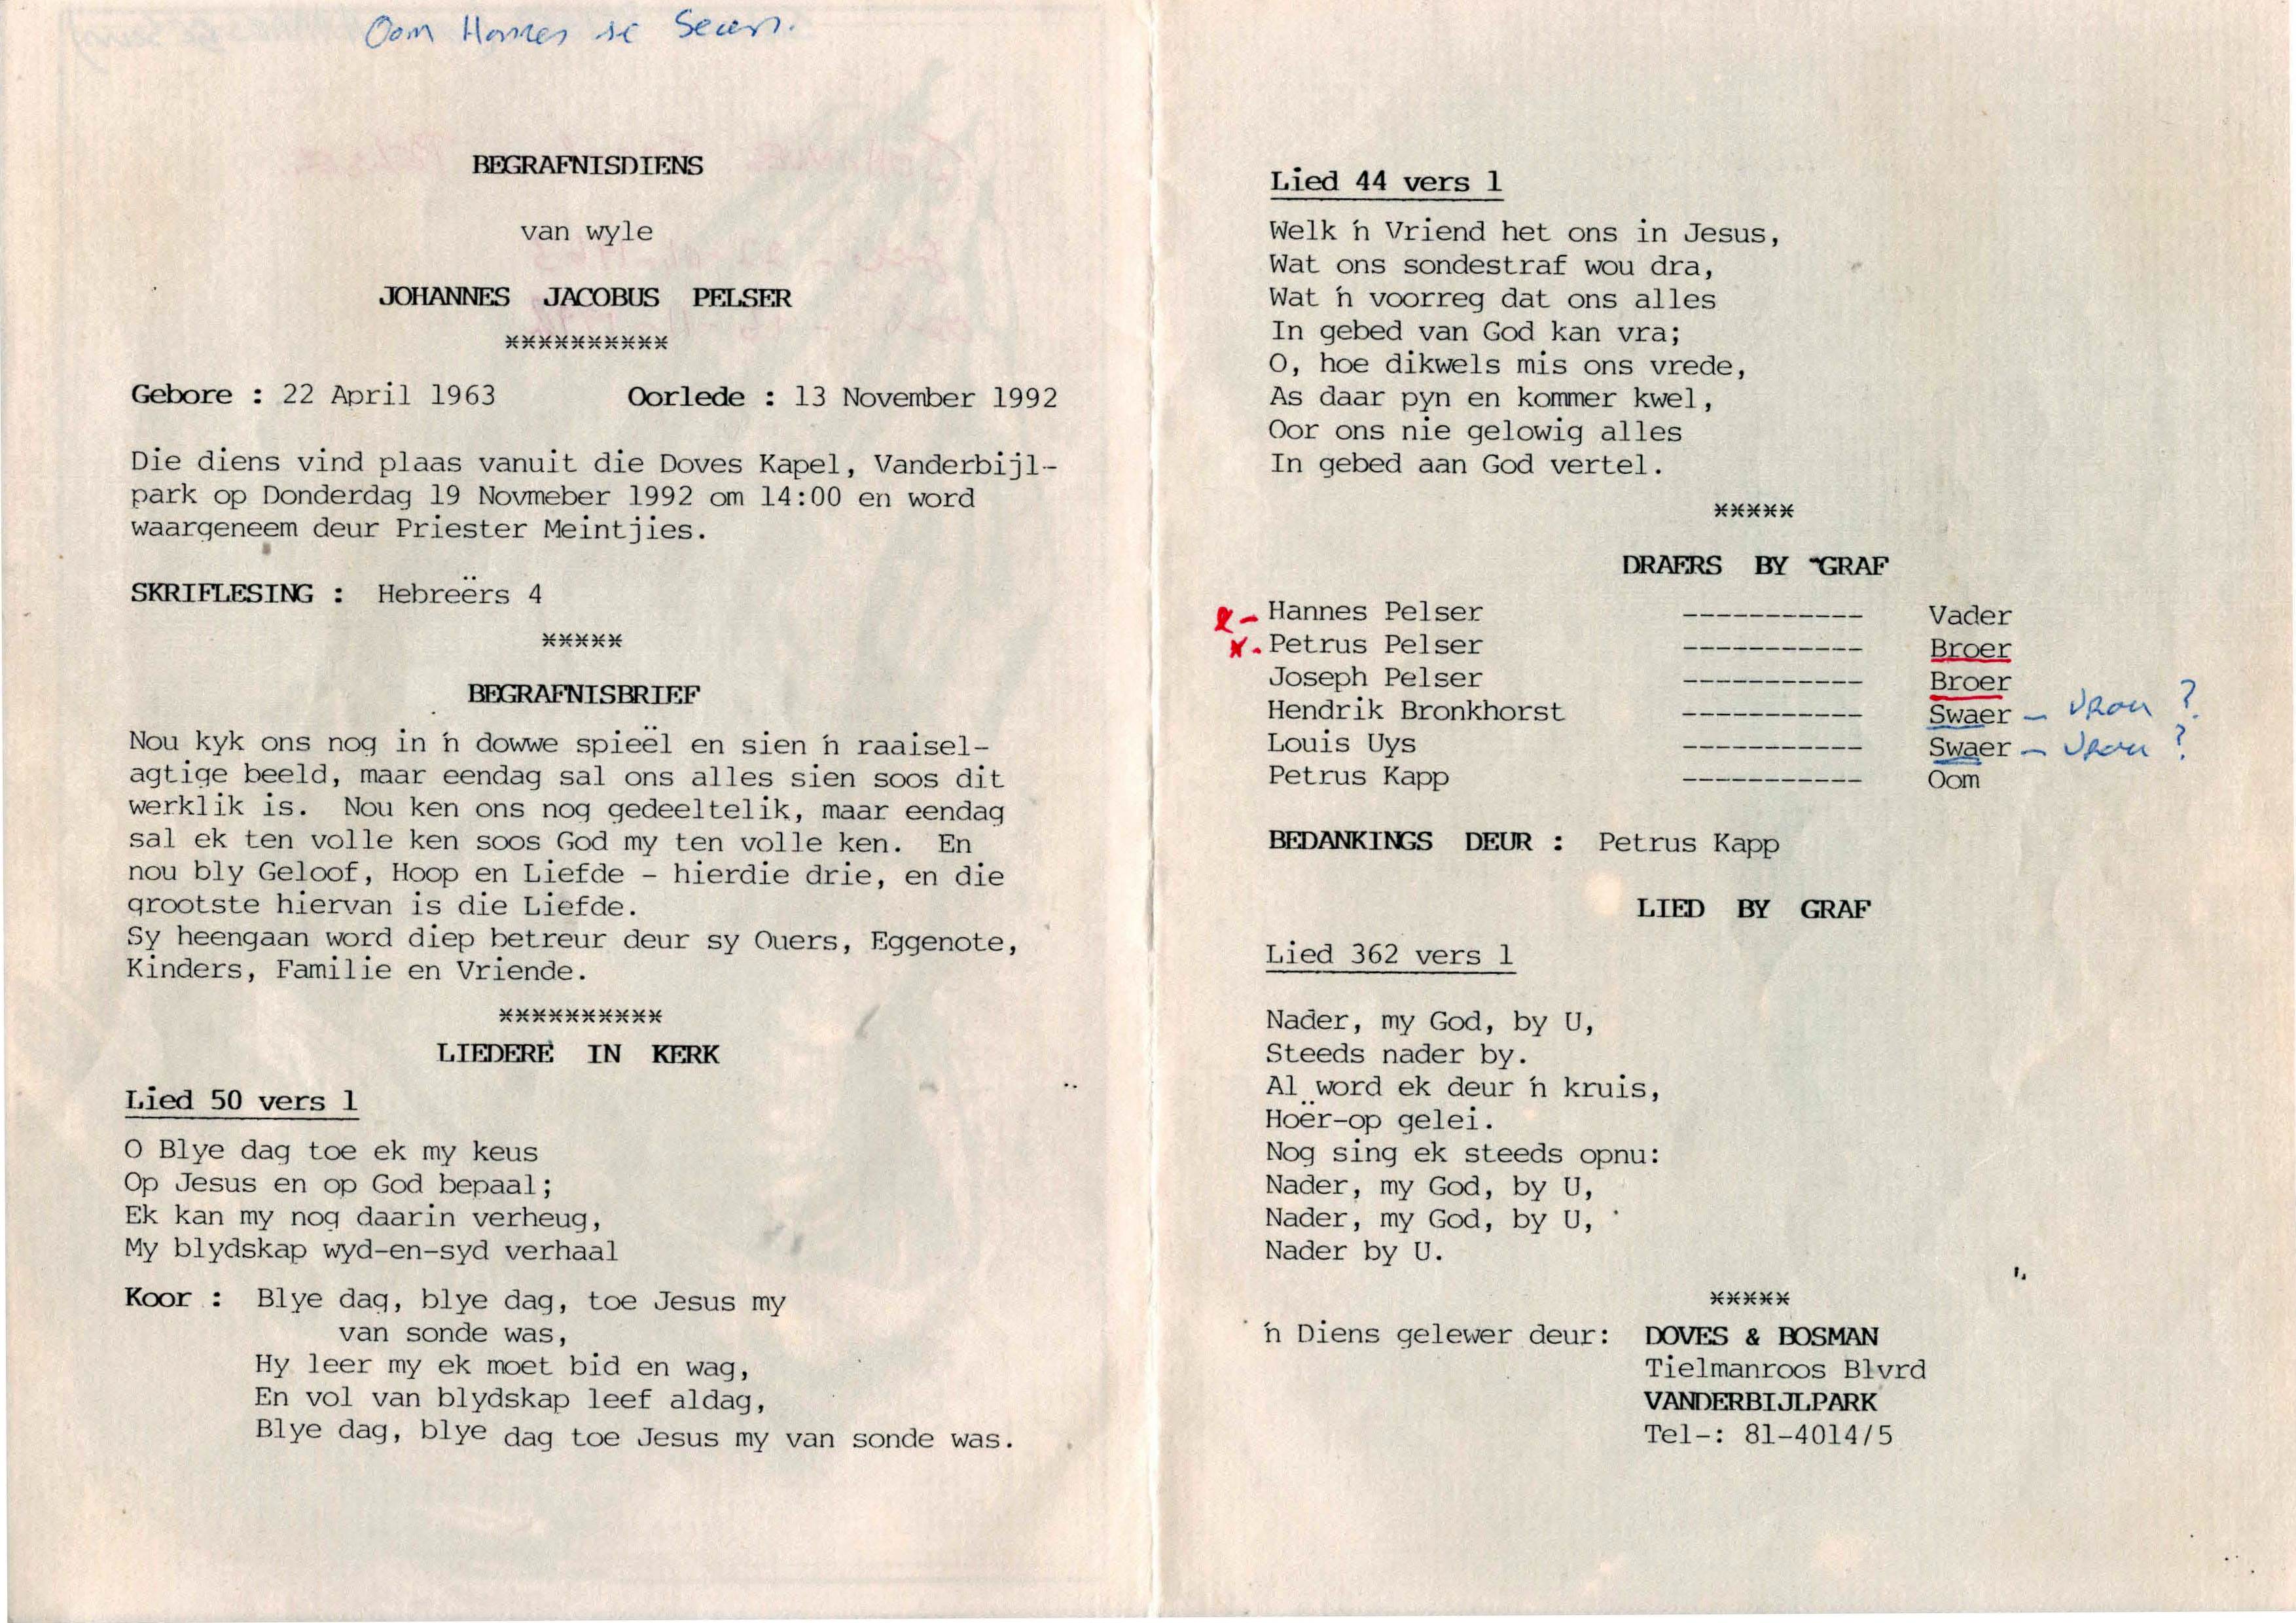 Oom Hannes se Seun.
BEGRAFNISDIENS
van wyle
JOHANNES JACOBUS PELSER
**********
Gebore : 22 April 1963 Oorlede : 13 November 1992
Die diens vind plaas vanuit die Doves Kapel, Vanderbijl-
park op Donderdag 19 Novmeber 1992 om 14:00 en word
waargeneem deur Priester Meintjies.
SKRIFLESING : Hebreërs 4
*****
BEGRAFNISBRIEF
Nou kyk ons nog in 'n dowwe spieël en sien 'n raaisel-
agtige beeld, maar eendag sal ons alles sien soos dit
werklik is. Nou ken ons nog gedeeltelik, maar eendag
sal ek ten volle ken soos God my ten volle ken. En
nou bly Geloof, Hoop en Liefde - hierdie drie, en die
grootste hiervan is die Liefde.
Sy heengaan word diep betreur deur sy Ouers, Eggenote,
Kinders, Familie en Vriende.
**********
LIEDERE IN KERK
Lied 50 vers 1
O Blye dag toe ek my keus
Op Jesus en op God bepaal;
Ek kan my nog daarin verheug,
My blydskap wyd-en-syd verhaal
Koor : Blye dag, blye dag, toe Jesus my
van sonde was,
Hy leer my ek moet bid en wag,
En vol van blydskap leef aldag,
Blye dag, blye dag toe Jesus my van sonde was.
Lied 44 vers 1
Welk 'n Vriend het ons in Jesus,
Wat ons sondestraf wou dra,
Wat 'n voorreg dat ons alles
In gebed van God kan vra;
O, hoe dikwels mis ons vrede,
As daar pyn en kommer kwel,
Oor ons nie gelowig alles
In gebed aan God vertel.
*****
DRAERS BY GRAF
x - Hannes Pelser ----------- Vader
x - Petrus Pelser ----------- Broer
Joseph Pelser ----------- Broer
Hendrik Bronkhorst ----------- Swaer - Vrou ?
Louis Uys ----------- Swaer - Vrou ?
Petrus Kapp ----------- Oom
BEDANKINGS DEUR : Petrus Kapp
LIED BY GRAF
Lied 362 vers 1
Nader, my God, by U,
Steeds nader by.
Al word ek deur 'n kruis,
Hoër-op gelei.
Nog sing ek steeds opnu:
Nader, my God, by U,
Nader, my God, by U,
Nader by U.
*****
'n Diens gelewer deur: DOVES & BOSMAN
Tielmanroos Blvrd
VANDERBIJLPARK
Tel-: 81-4014/5